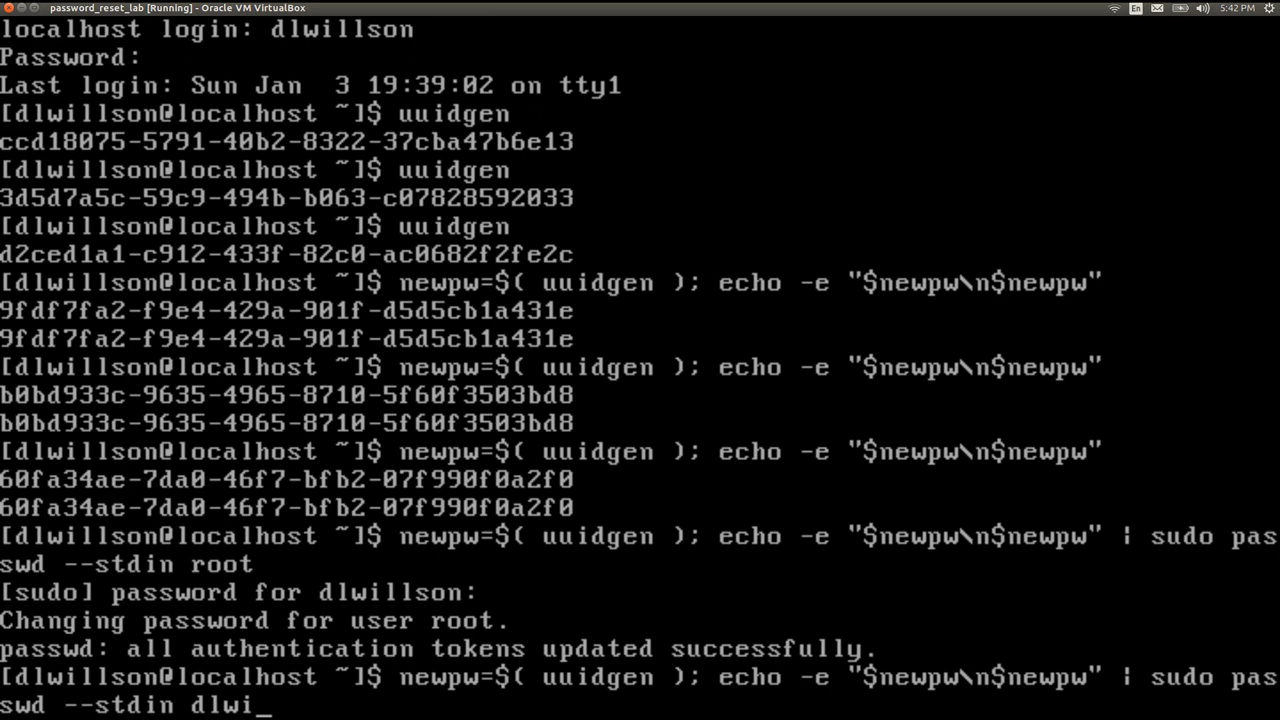 password_reset_lab [Running] - Oracle VM VirtualBox
En
5:42 PM
localhost login: dlwillson
Password:
Last login: Sun Jan  3 19:39:02 on tty1
[dlwillson@localhost ~]$ uuidgen
ccd18075-5791-40b2-8322-37cba47b6e13
[dlwillson@localhost ~]$ uuidgen
3d5d7a5c-59c9-494b-b063-c07828592033
[dlwillson@localhost ~]$ uuidgen
d2ced1a1-c912-433f-82c0-ac0682f2fe2c
[dlwillson@localhost ~]$ newpw=$( uuidgen ); echo -e "$newpw\n$newpw"
9fdf7fa2-f9e4-429a-901f-d5d5cb1a431e
9fdf7fa2-f9e4-429a-901f-d5d5cb1a431e
[dlwillson@localhost ~]$ newpw=$( uuidgen ); echo -e "$newpw\n$newpw"
b0bd933c-9635-4965-8710-5f60f3503bd8
b0bd933c-9635-4965-8710-5f60f3503bd8
[dlwillson@localhost ~]$ newpw=$( uuidgen ); echo -e "$newpw\n$newpw"
60fa34ae-7da0-46f7-bfb2-07f990f0a2f0
60fa34ae-7da0-46f7-bfb2-07f990f0a2f0
[dlwillson@localhost ~]$ newpw=$( uuidgen ); echo -e "$newpw\n$newpw" | sudo pas
swd --stdin root
[sudo] password for dlwillson:
Changing password for user root.
passwd: all authentication tokens updated successfully.
[dlwillson@localhost ~]$ newpw=$( uuidgen ); echo -e "$newpw\n$newpw" | sudo pas
swd --stdin dlwi_